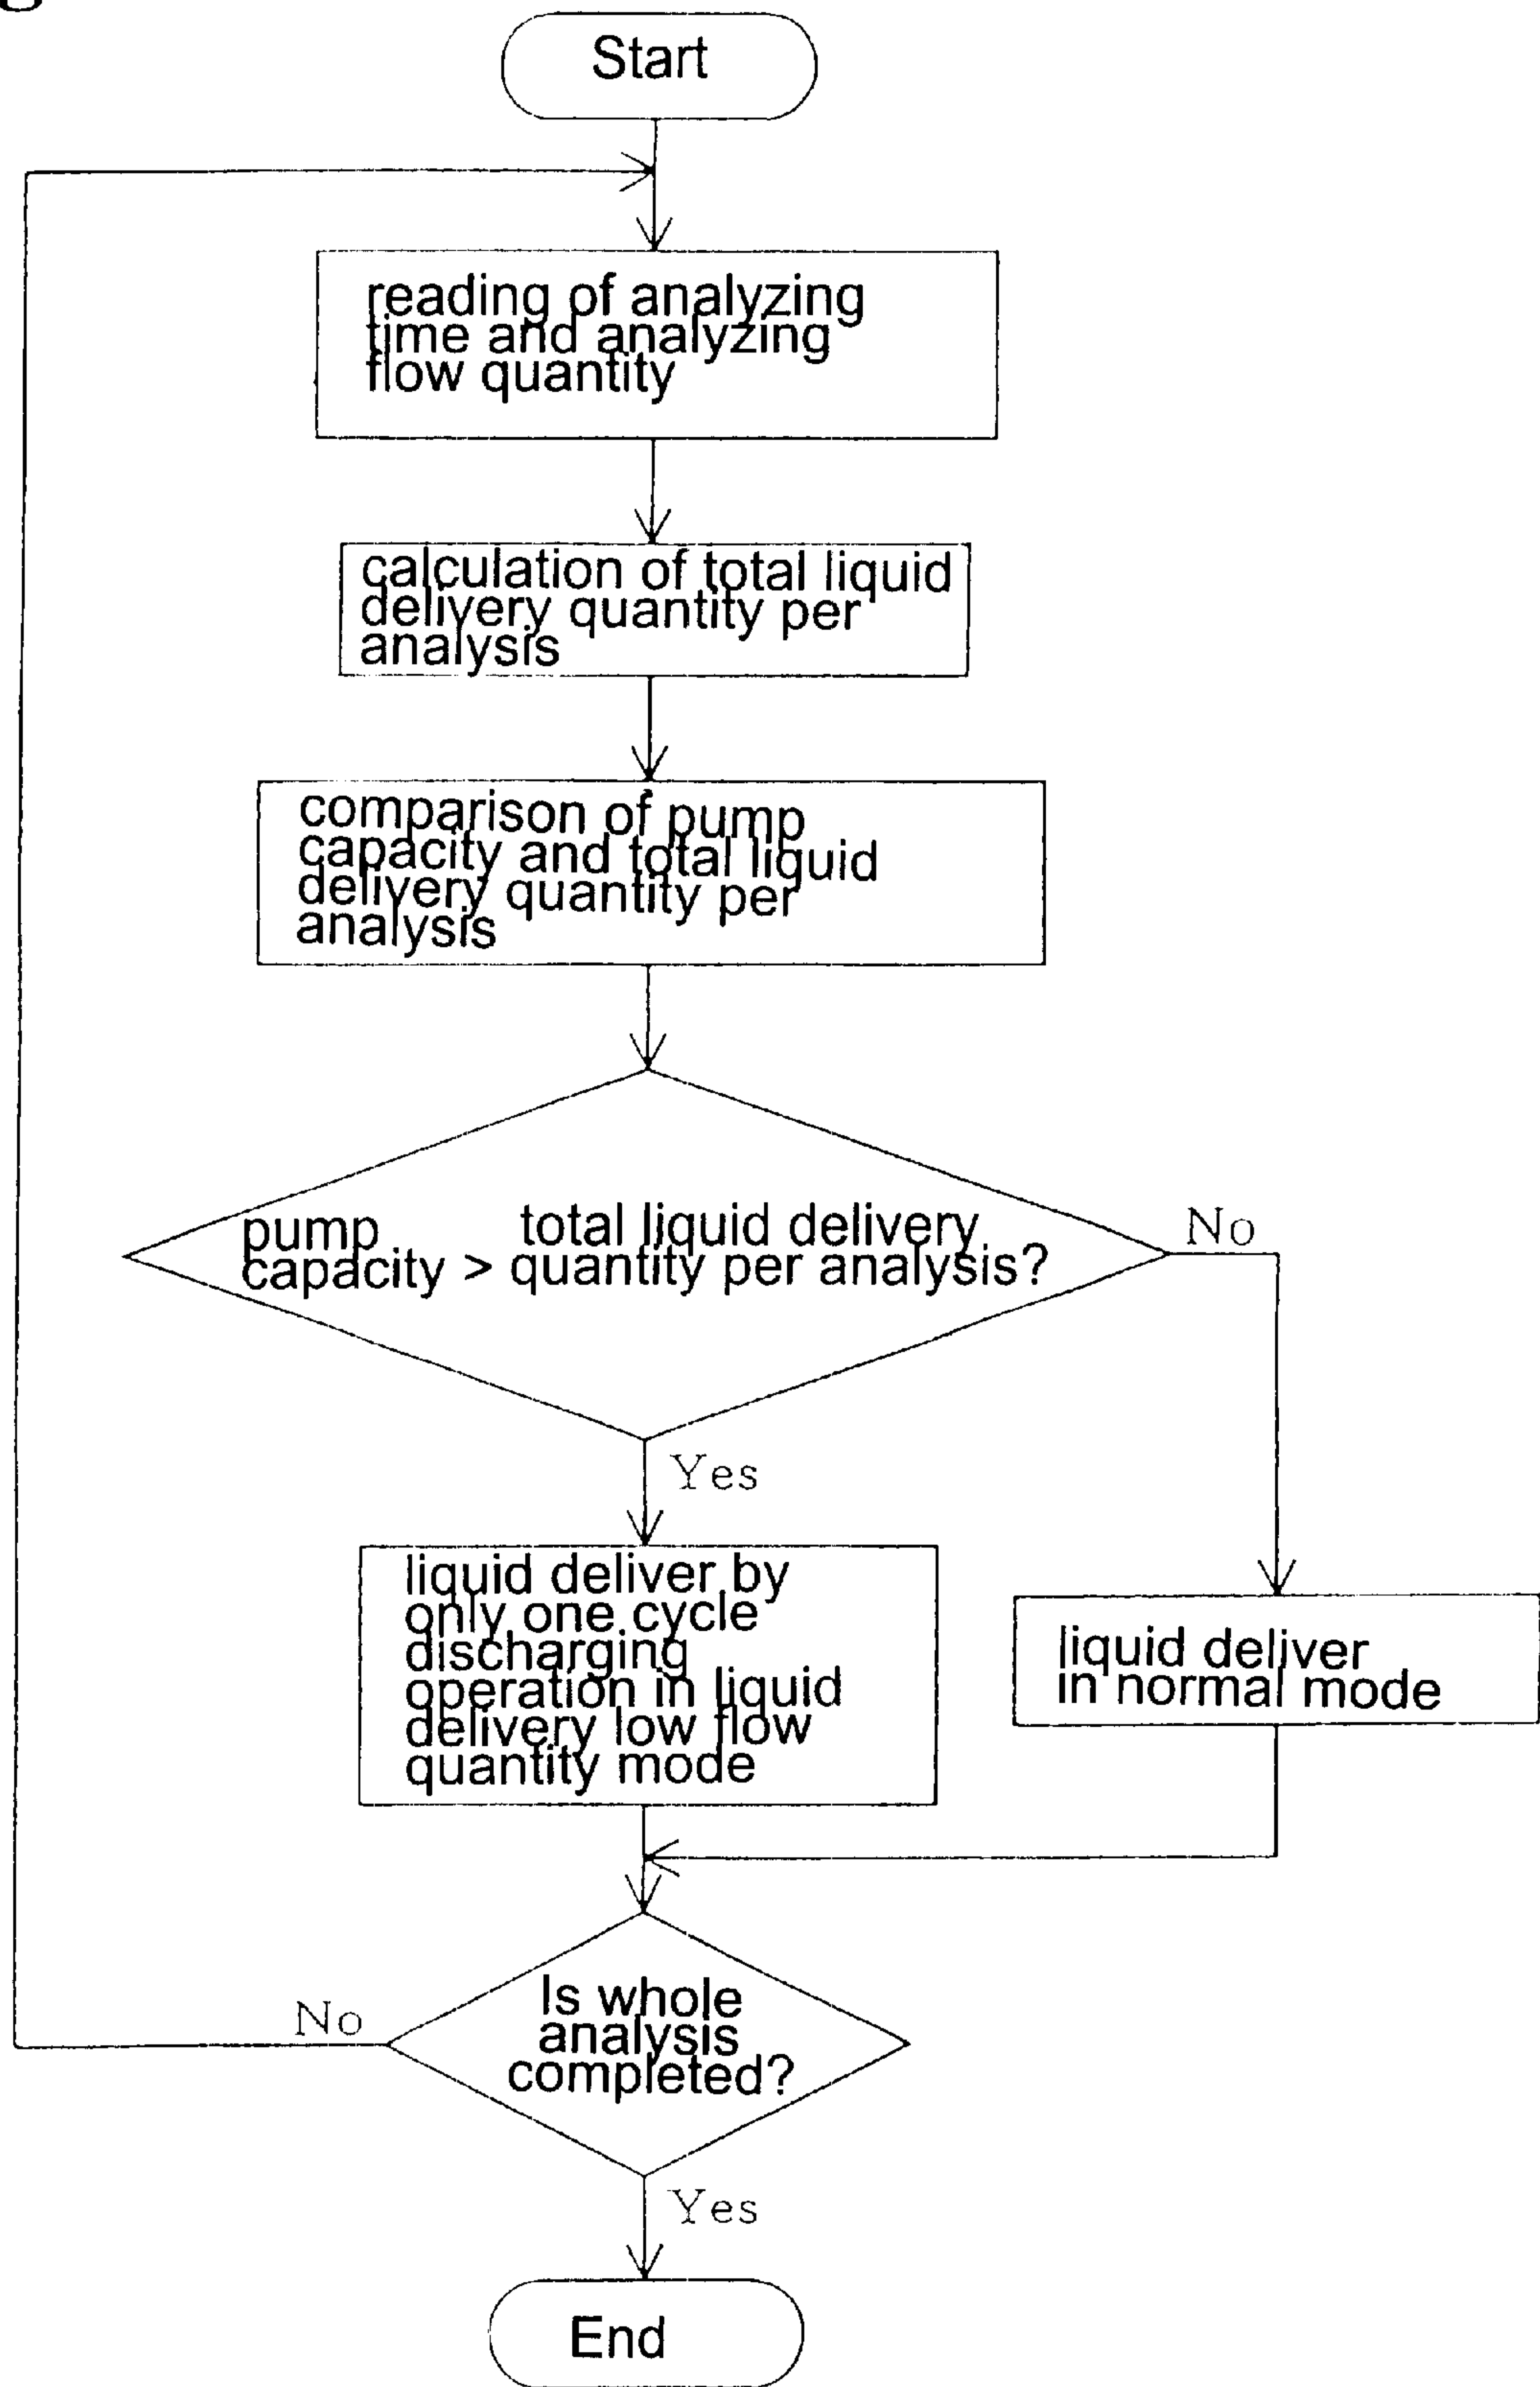 Start
reading of analyzing
time and analyzing
flow quantity
calculation of total liquid
delivery quantity per
analysis
comparison of pump
capacity and total liquid
delivery quantity per
analysis
pump total liquid delivery
capacity > quantity per analysis?
No
Yes
liquid deliver by
only one cycle
discharging
operation in liquid
delivery low flow
quantity mode
liquid deliver
in normal mode
Is whole
analysis
completed?
No
Yes
End